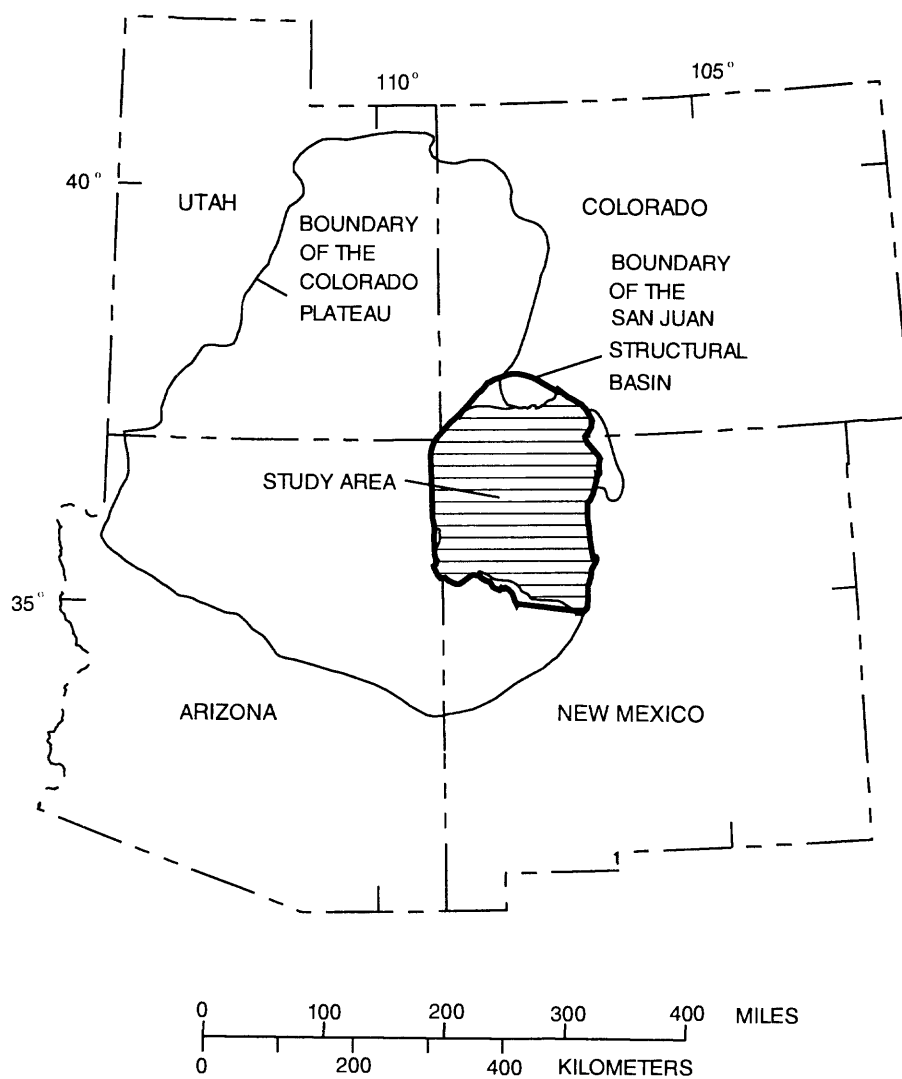 110°
105°
40°
UTAH
COLORADO
BOUNDARY
OF THE
COLORADO
PLATEAU
BOUNDARY
OF THE
SAN JUAN
STRUCTURAL
BASIN
STUDY AREA
35°
ARIZONA
NEW MEXICO
0 100 200 300 400 MILES
0 200 400 KILOMETERS